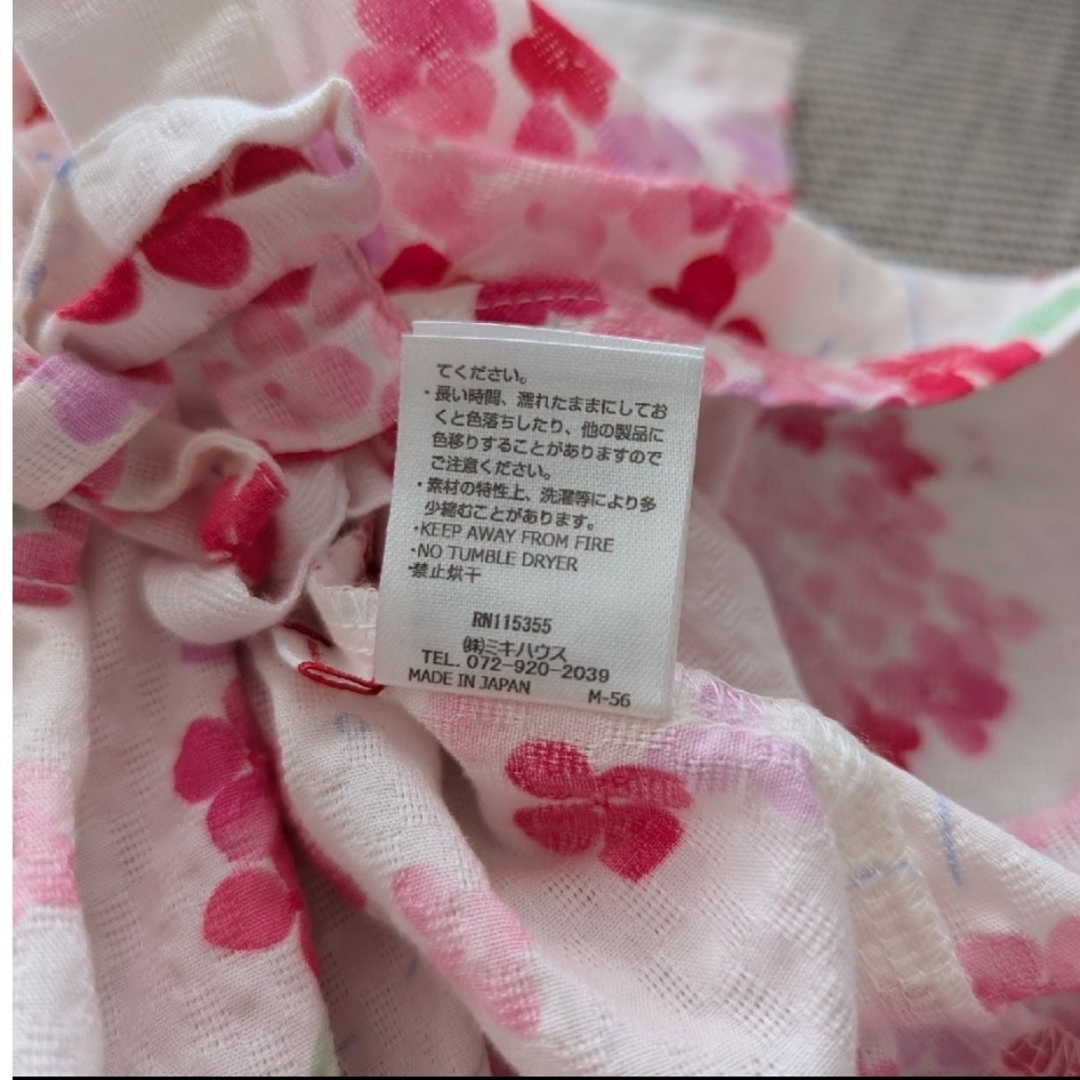 てください。
・長い時間、濡れたままにしてお
くと色落ちしたり、他の製品に
色移りすることがありますので
ご注意ください。
・素材の特性上、洗濯等により多
少縮むことがあります。
・KEEP AWAY FROM FIRE
・NO TUMBLE DRYER
・禁止烘干
RN115355
㈱ミキハウス
TEL. 072-920-2039
MADE IN JAPAN M-56